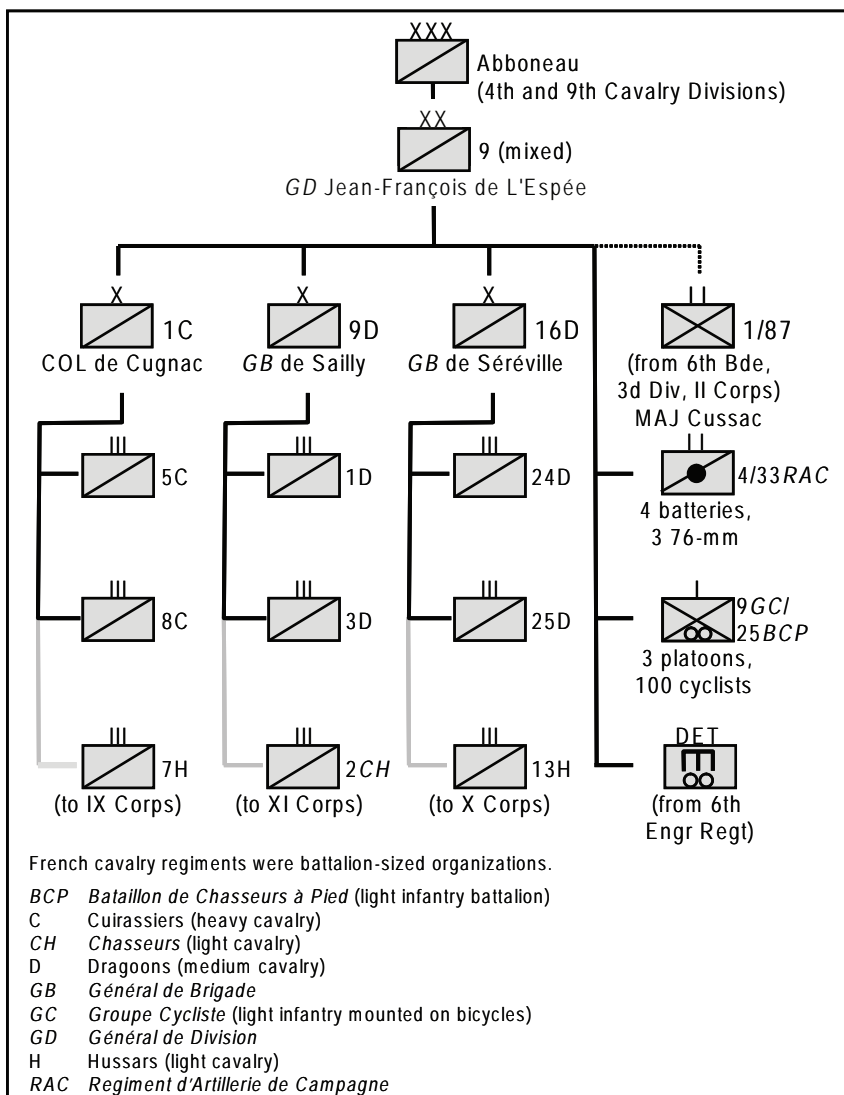 XXX
Abboneau
(4th and 9th Cavalry Divisions)
XX
9 (mixed)
GD Jean-François de L'Espée
X
1C
COL de Cugnac
X
9D
GB de Sailly
X
16D
GB de Séréville
II
1/87
(from 6th Bde,
3d Div, II Corps)
MAJ Cussac
III
5C
III
1D
III
24D
II
4/33RAC
4 batteries,
3 76-mm
III
8C
III
3D
III
25D
I
9GC/
25BCP
3 platoons,
100 cyclists
III
7H
(to IX Corps)
III
2CH
(to XI Corps)
III
13H
(to X Corps)
DET
(from 6th
Engr Regt)
French cavalry regiments were battalion-sized organizations.
BCP Bataillon de Chasseurs à Pied (light infantry battalion)
C Cuirassiers (heavy cavalry)
CH Chasseurs (light cavalry)
D Dragoons (medium cavalry)
GB Général de Brigade
GC Groupe Cycliste (light infantry mounted on bicycles)
GD Général de Division
H Hussars (light cavalry)
RAC Regiment d'Artillerie de Campagne